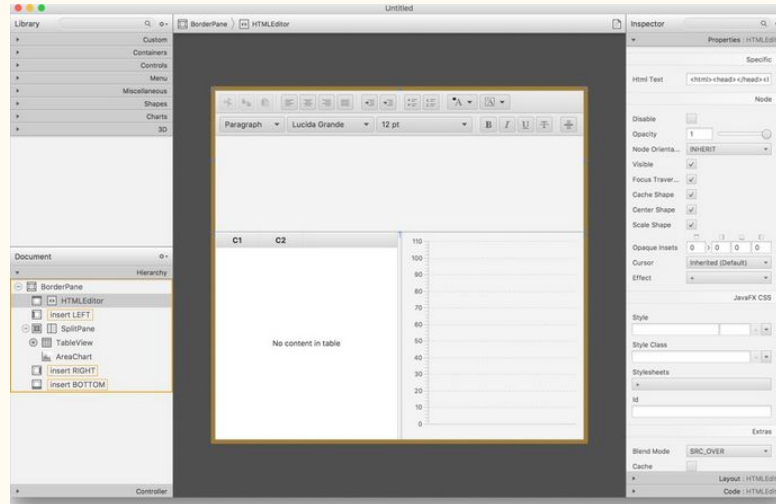 Untitled
Library
Custom
Containers
Controls
Menu
Miscellaneous
Shapes
Charts
3D
Document
Hierarchy
BorderPane
HTMLEditor
insert LEFT
SplitPane
TableView
AreaChart
insert RIGHT
insert BOTTOM
Controller
BorderPane HTMLEditor
Paragraph Lucida Grande 12 pt B I U T
C1 C2
No content in table
110
100
90
80
70
60
50
40
30
20
10
0
Inspector
Properties : HTMLEdit
Specific
Html Text <html><head></head><l
Node
Disable
Opacity 1
Node Orienta... INHERIT
Visible
Focus Traver...
Cache Shape
Center Shape
Scale Shape
Opaque Insets 0 0 0 0
Cursor Inherited (Default)
Effect +
JavaFX CSS
Style
Style Class
Stylesheets
+
Id
Extras
Blend Mode SRC_OVER
Cache
Layout : HTMLEdit
Code : HTMLEdit